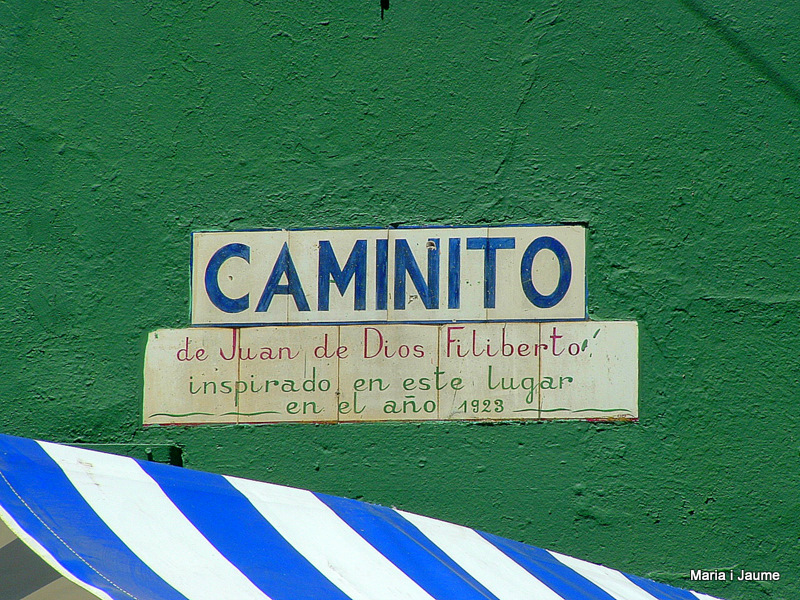 CAMINITO
de Juan de Dios Filiberto
inspirado en este lugar
en el año 1923
Maria i Jaume